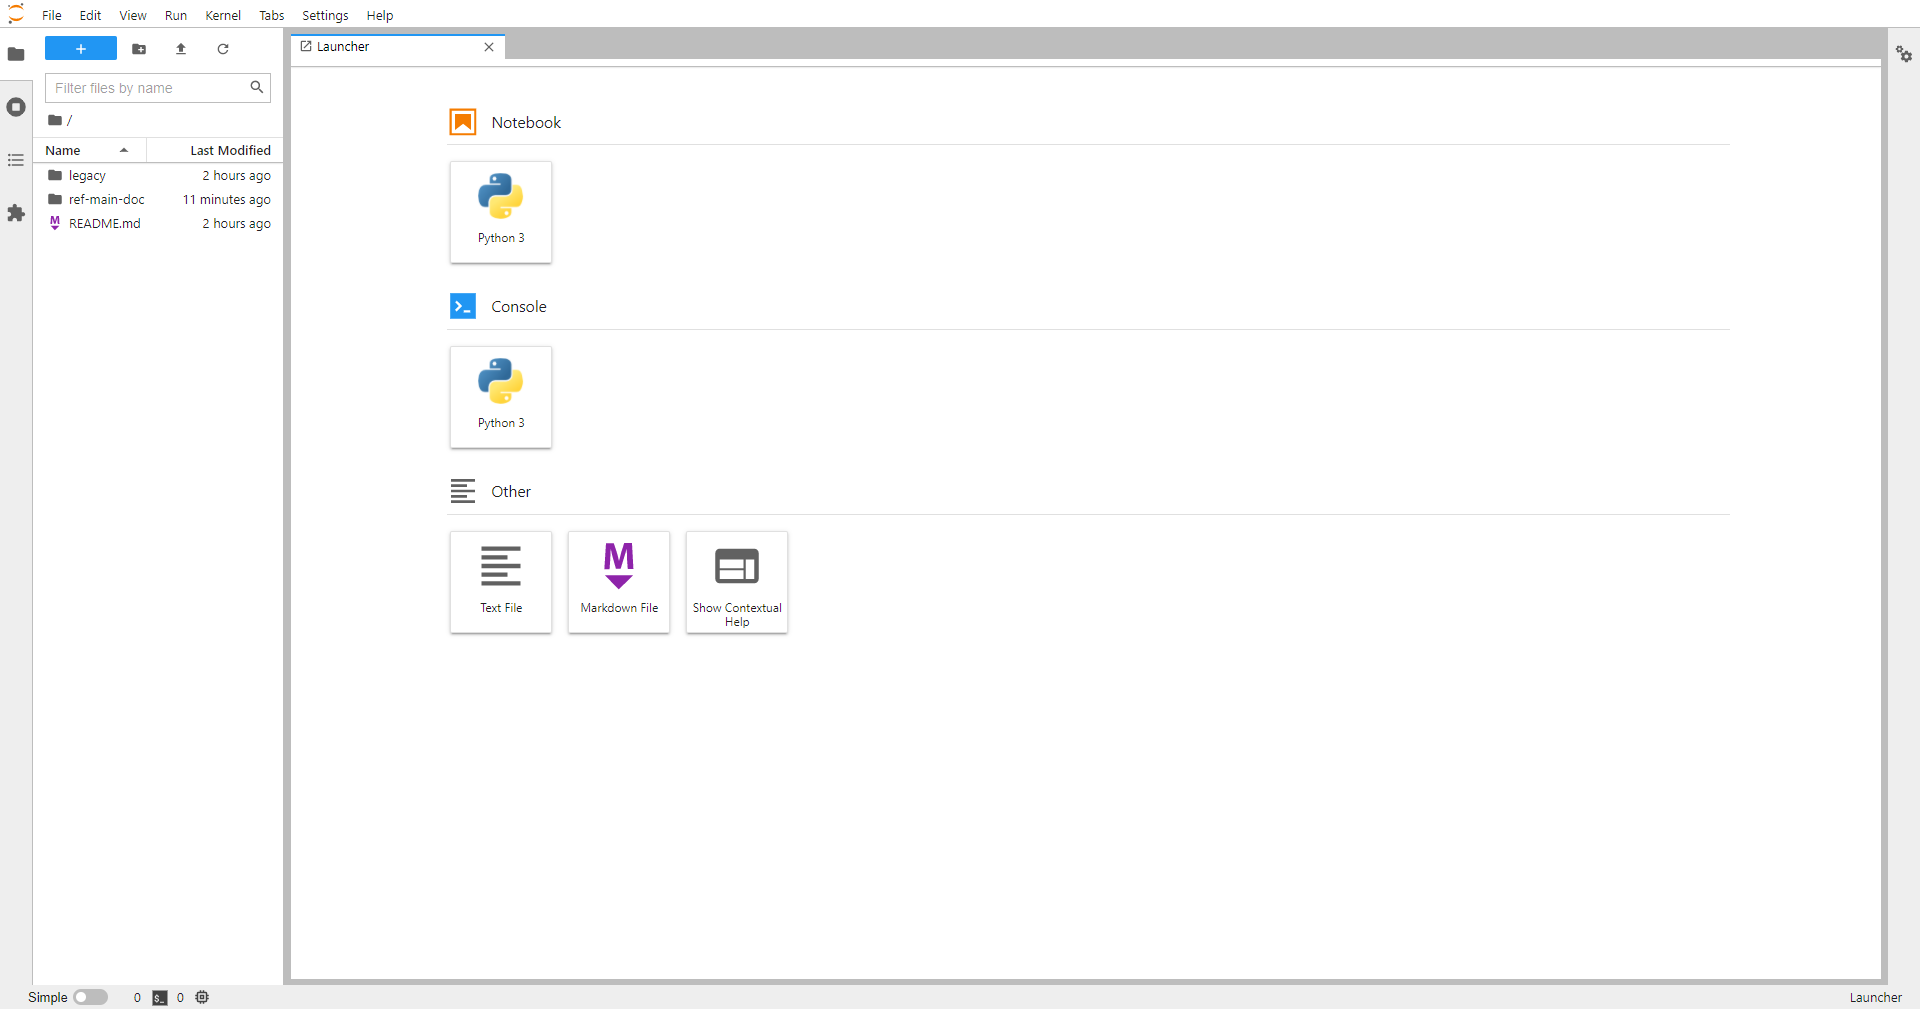 File Edit View Run Kernel Tabs Settings Help
Launcher
Filter files by name
/
Name Last Modified
legacy 2 hours ago
ref-main-doc 11 minutes ago
README.md 2 hours ago
Notebook
Python 3
Console
Python 3
Other
Text File
Markdown File
Show Contextual
Help
Simple 0 $_ 0
Launcher